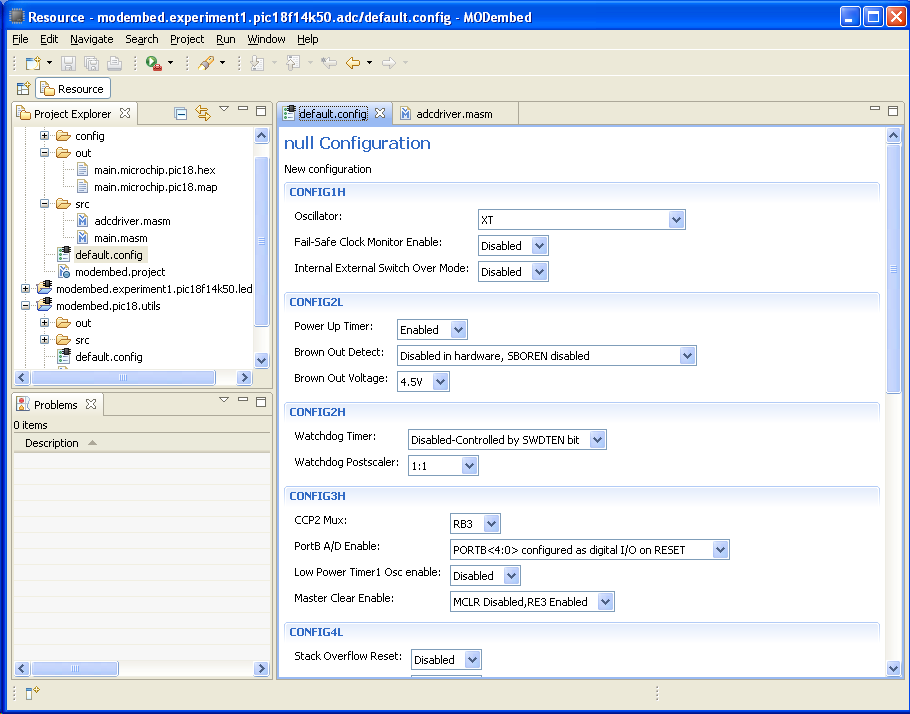 Resource - modembed.experiment1.pic18f14k50.adc/default.config - MODembed
File Edit Navigate Search Project Run Window Help
Resource
Project Explorer
config
out
main.microchip.pic18.hex
main.microchip.pic18.map
src
adcdriver.masm
main.masm
default.config
modembed.project
modembed.experiment1.pic18f14k50.led
modembed.pic18.utils
out
src
default.config
Problems
0 items
Description
default.config adcdriver.masm
null Configuration
New configuration
CONFIG1H
Oscillator: XT
Fail-Safe Clock Monitor Enable: Disabled
Internal External Switch Over Mode: Disabled
CONFIG2L
Power Up Timer: Enabled
Brown Out Detect: Disabled in hardware, SBOREN disabled
Brown Out Voltage: 4.5V
CONFIG2H
Watchdog Timer: Disabled-Controlled by SWDTEN bit
Watchdog Postscaler: 1:1
CONFIG3H
CCP2 Mux: RB3
PortB A/D Enable: PORTB<4:0> configured as digital I/O on RESET
Low Power Timer1 Osc enable: Disabled
Master Clear Enable: MCLR Disabled,RE3 Enabled
CONFIG4L
Stack Overflow Reset: Disabled